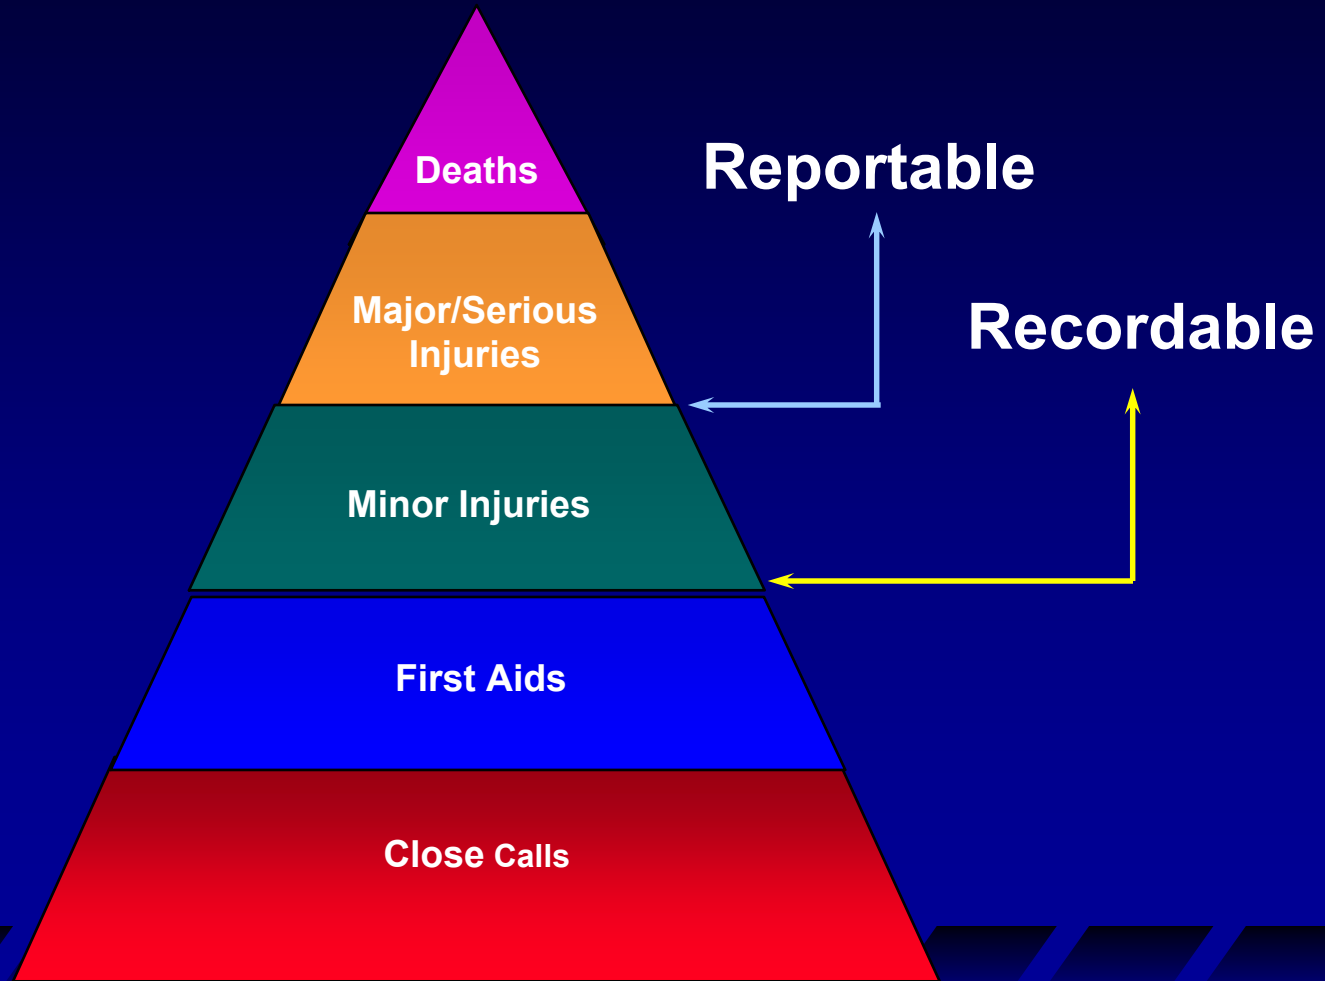 Deaths
Reportable
Major/Serious
Injuries
Recordable
Minor Injuries
First Aids
Close Calls